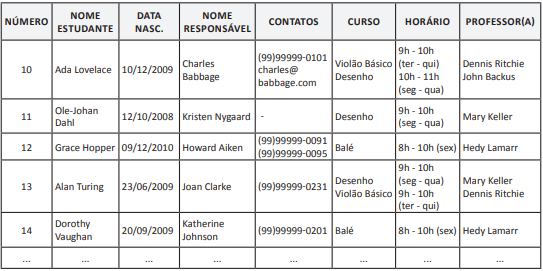 NÚMERO
NOME
ESTUDANTE
DATA
NASC.
NOME
RESPONSÁVEL
CONTATOS
CURSO
HORÁRIO
PROFESSOR(A)
10
Ada Lovelace
10/12/2009
Charles
Babbage
(99)99999-0101
charles@
babbage.com
Violão Básico
Desenho
9h - 10h
(ter - qui)
10h - 11h
(seg - qua)
Dennis Ritchie
John Backus
11
Ole-Johan
Dahl
12/10/2008
Kristen Nygaard
-
Desenho
9h - 10h
(seg - qua)
Mary Keller
12
Grace Hopper
09/12/2010
Howard Aiken
(99)99999-0091
(99)99999-0095
Balé
8h - 10h (sex)
Hedy Lamarr
13
Alan Turing
23/06/2009
Joan Clarke
(99)99999-0231
Desenho
Violão Básico
9h - 10h
(seg - qua)
9h - 10h
(ter - qui)
Mary Keller
Dennis Ritchie
14
Dorothy
Vaughan
20/09/2009
Katherine
Johnson
(99)99999-0201
Balé
8h - 10h (sex)
Hedy Lamarr
... ... ... ... ... ... ... ...